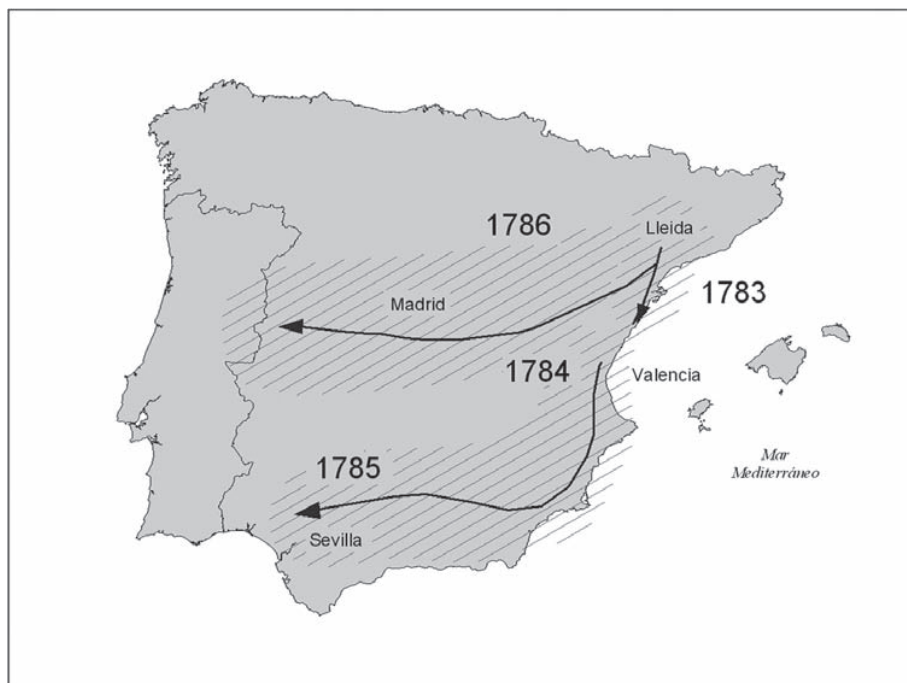 1786
Lleida
1783
Madrid
1784
Valencia
1785
Mar
Mediterráneo
Sevilla